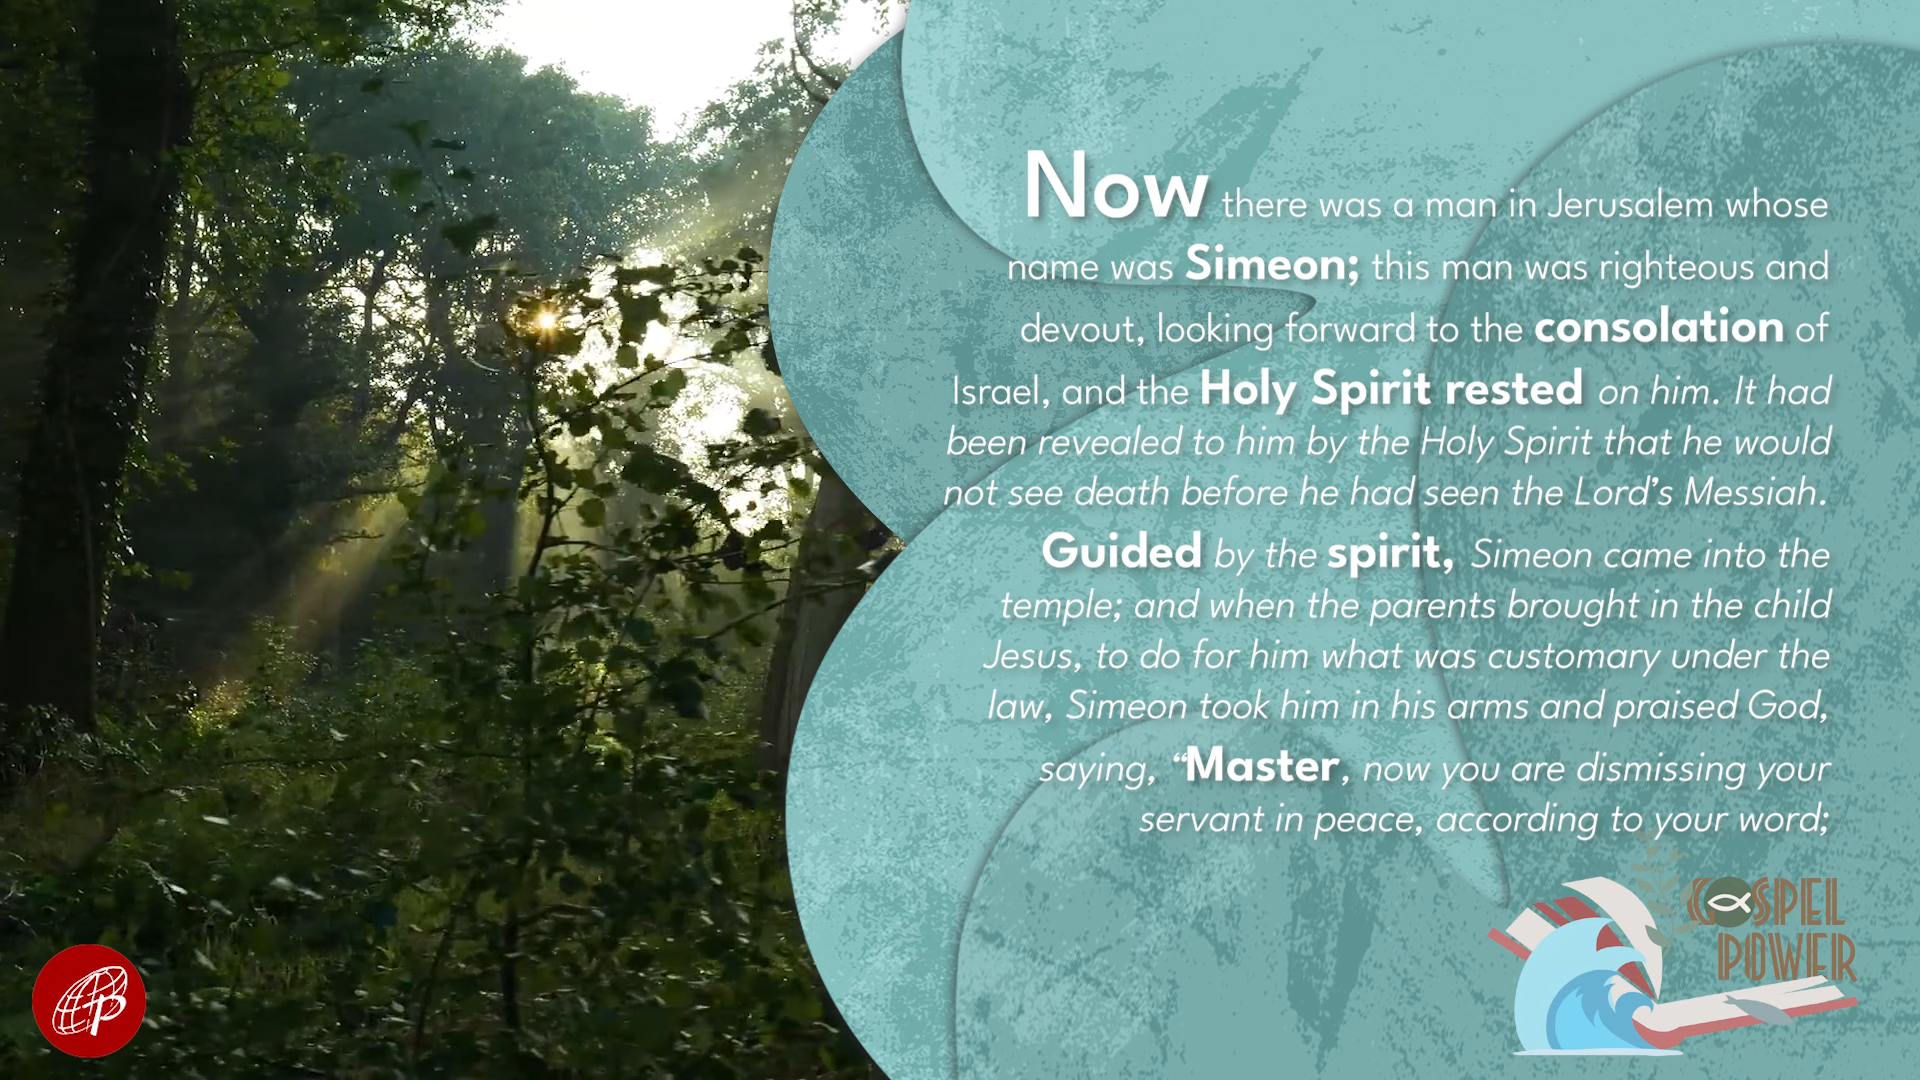 Now there was a man in Jerusalem whose
name was Simeon; this man was righteous and
devout, looking forward to the consolation of
Israel, and the Holy Spirit rested on him. It had
been revealed to him by the Holy Spirit that he would
not see death before he had seen the Lord’s Messiah.
Guided by the spirit, Simeon came into the
temple; and when the parents brought in the child
Jesus, to do for him what was customary under the
law, Simeon took him in his arms and praised God,
saying, “Master, now you are dismissing your
servant in peace, according to your word;
GOSPEL
POWER
p